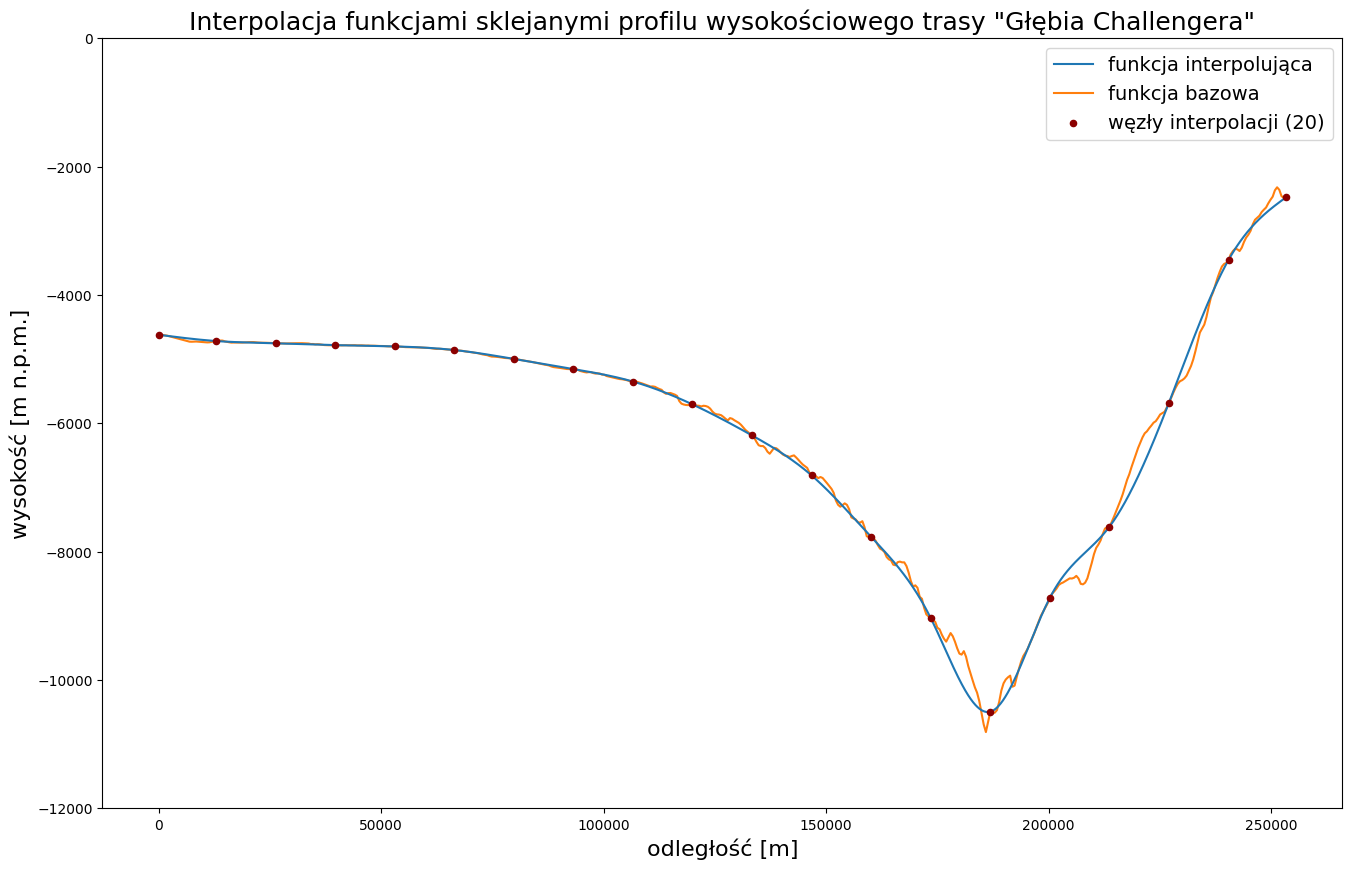 Interpolacja funkcjami sklejanymi profilu wysokościowego trasy "Głębia Challengera"
funkcja interpolująca
funkcja bazowa
węzły interpolacji (20)
wysokość [m n.p.m.]
0
−2000
−4000
−6000
−8000
−10000
−12000
0
50000
100000
150000
200000
250000
odległość [m]